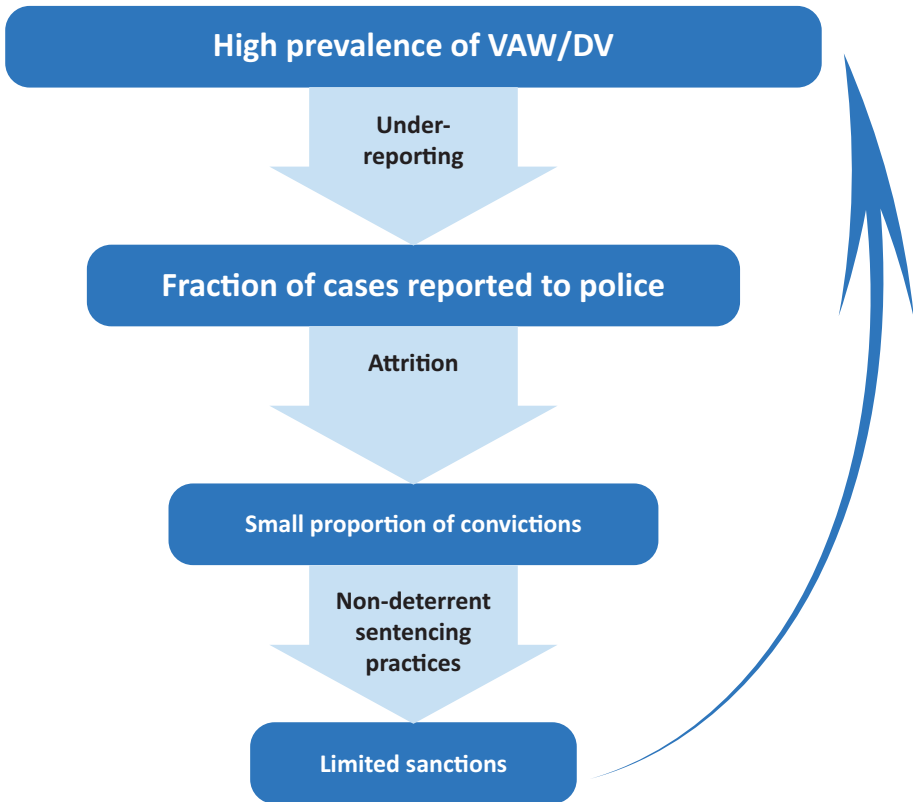 High prevalence of VAW/DV
Under-
reporting
Fraction of cases reported to police
Attrition
Small proportion of convictions
Non-deterrent
sentencing
practices
Limited sanctions